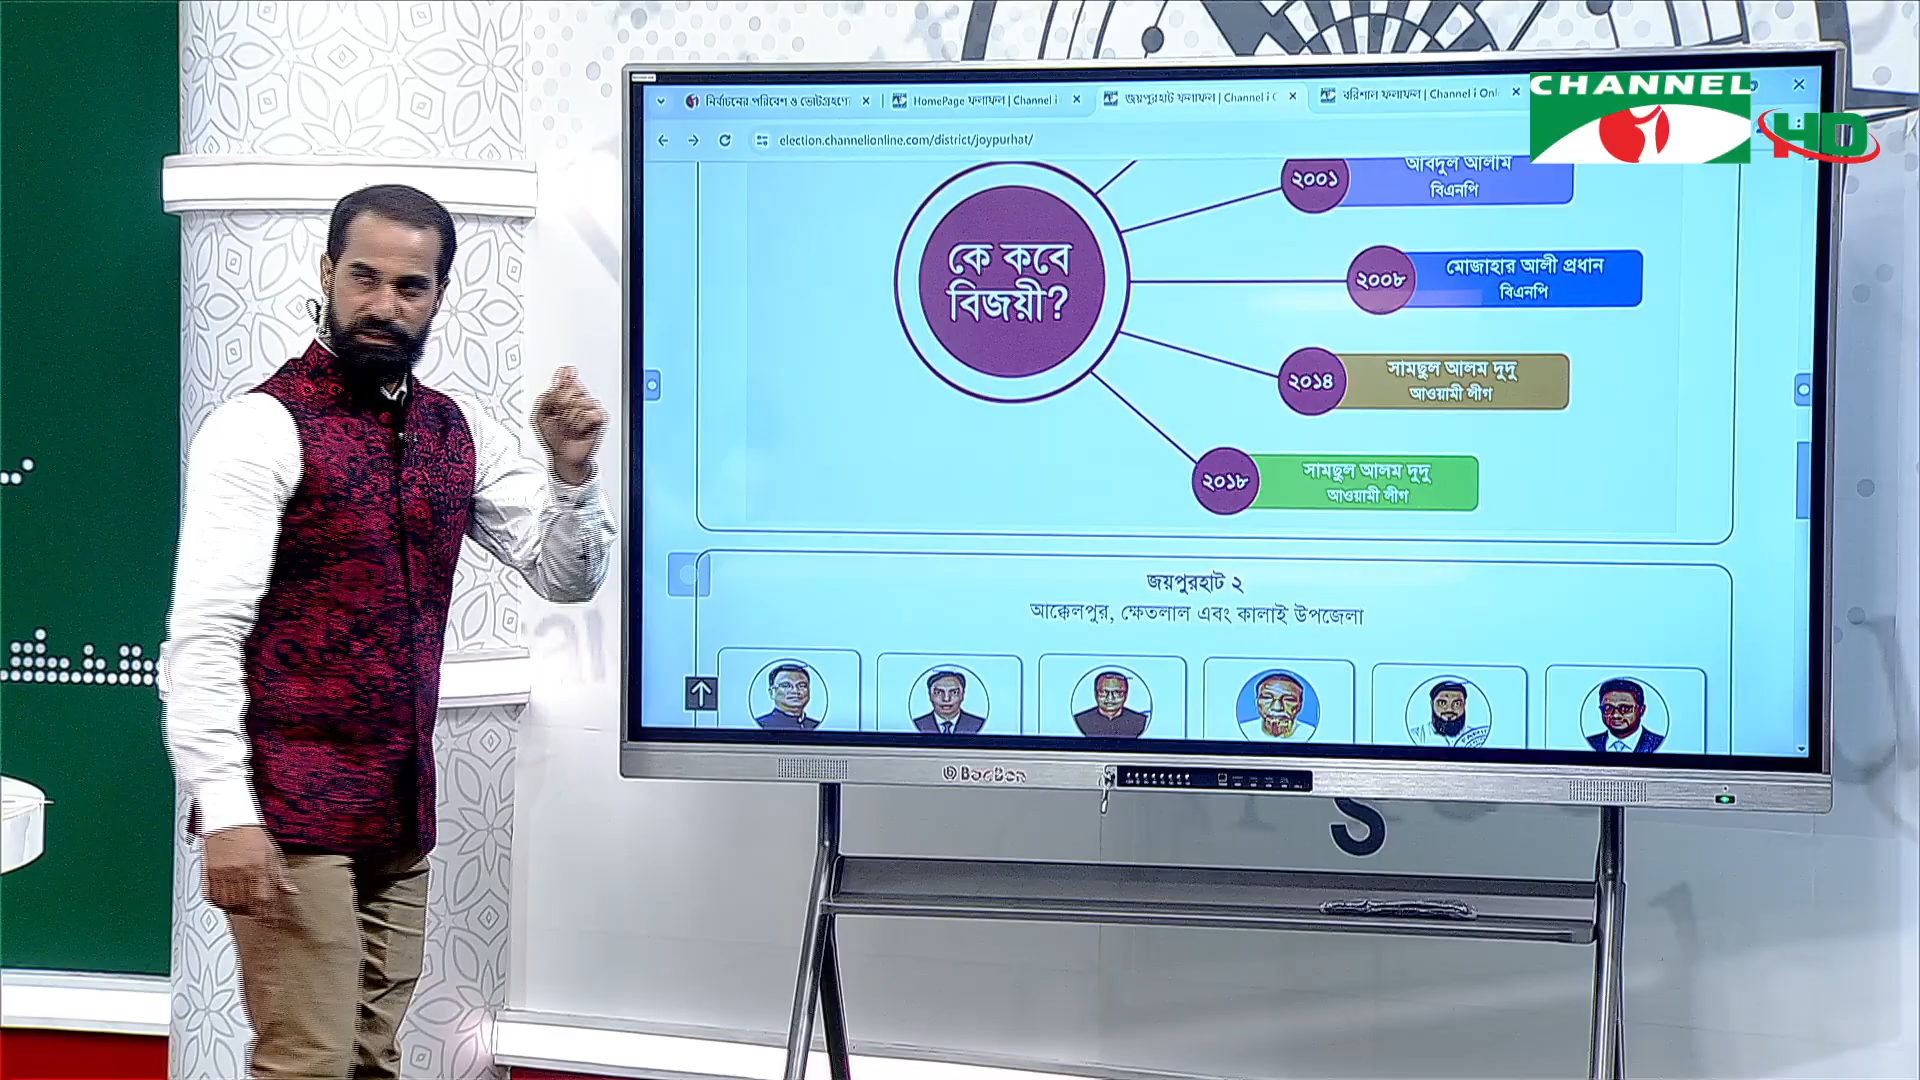 CHANNEL
HD
নির্বাচনের পরিবেশ ও ভোটগ্রহণে
HomePage ফলাফল | Channel i
জয়পুরহাট ফলাফল | Channel i C
বরিশাল ফলাফল | Channel i Onl
election.channelionline.com/district/joypurhat/
কে কবে
বিজয়ী?
২০০১
আবদুল আলীম
বিএনপি
২০০৮
মোজাহার আলী প্রধান
বিএনপি
২০১৪
সামছুল আলম দুদু
আওয়ামী লীগ
২০১৮
সামছুল আলম দুদু
আওয়ামী লীগ
জয়পুরহাট ২
আক্কেলপুর, ক্ষেতলাল এবং কালাই উপজেলা
S